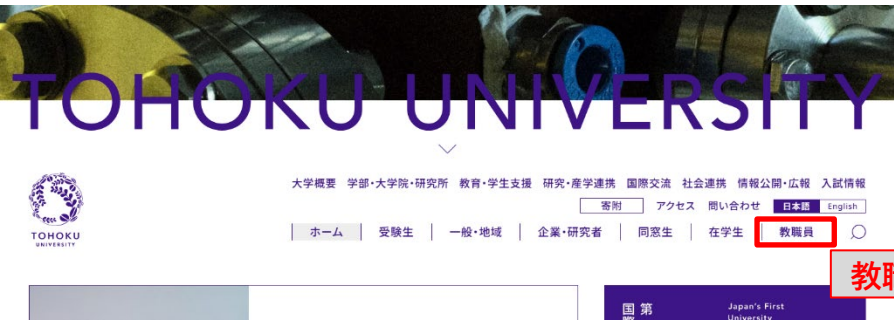 TOHOKU UNIVERSITY
大学概要 学部・大学院・研究所 教育・学生支援 研究・産学連携 国際交流 社会連携 情報公開・広報 入試情報
寄附 アクセス 問い合わせ 日本語 English
TOHOKU
UNIVERSITY
ホーム 受験生 一般・地域 企業・研究者 同窓生 在学生 教職員
教職
第
国際
Japan's First
University